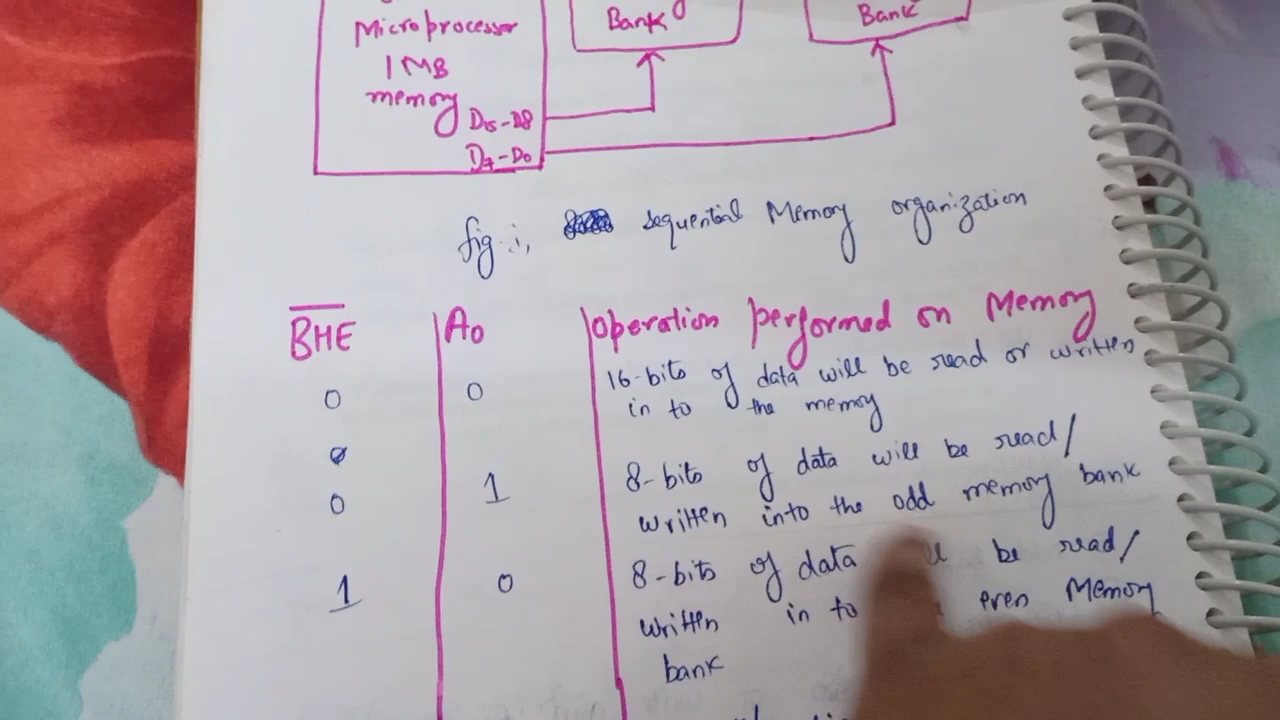 Microprocessor
1 MB
memory
Bank
Bank
D15-D8
D7-D0
fig. i, sequential Memory organization
BHE A0 Operation performed on Memory
0 0 16-bits of data will be read or written
in to the memory
0 1 8-bits of data will be read/
written into the odd memory bank
1 0 8-bits of data be read/
written in to even Memory
bank